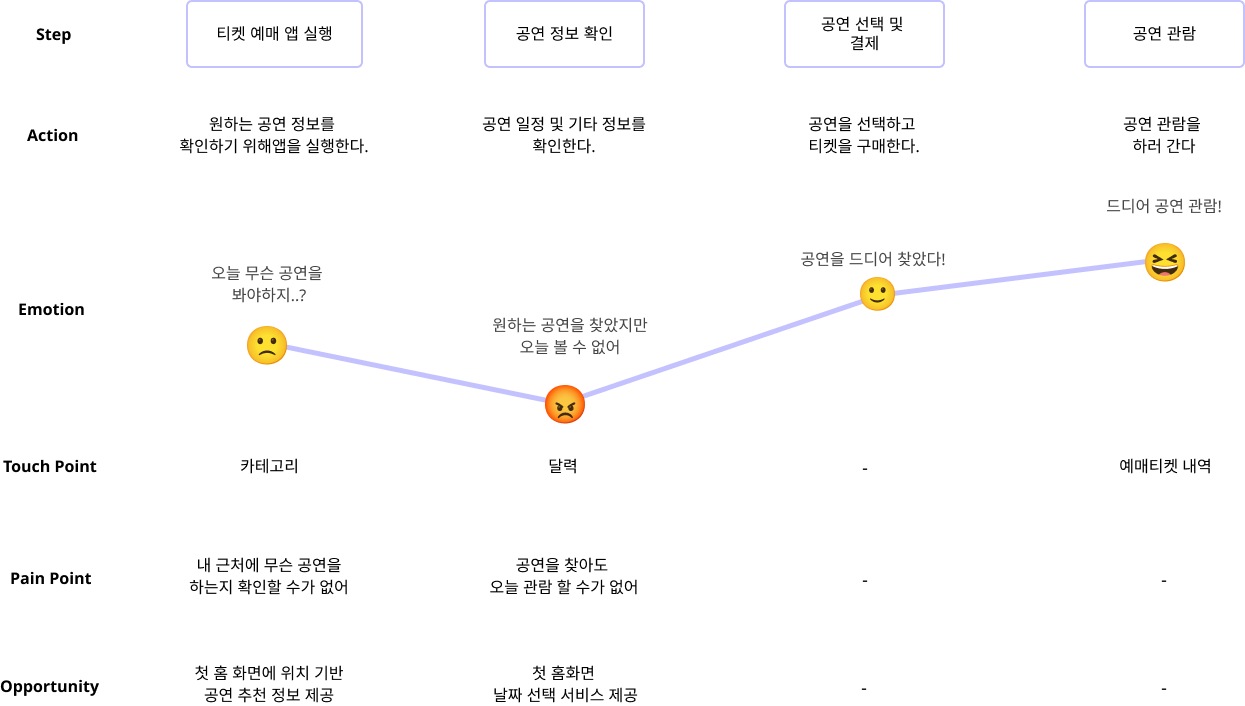 Step
티켓 예매 앱 실행
공연 정보 확인
공연 선택 및
결제
공연 관람
Action
원하는 공연 정보를
확인하기 위해앱을 실행한다.
공연 일정 및 기타 정보를
확인한다.
공연을 선택하고
티켓을 구매한다.
공연 관람을
하러 간다
Emotion
오늘 무슨 공연을
봐야하지..?
원하는 공연을 찾았지만
오늘 볼 수 없어
공연을 드디어 찾았다!
드디어 공연 관람!
Touch Point
카테고리
달력
-
예매티켓 내역
Pain Point
내 근처에 무슨 공연을
하는지 확인할 수가 없어
공연을 찾아도
오늘 관람 할 수가 없어
-
-
Opportunity
첫 홈 화면에 위치 기반
공연 추천 정보 제공
첫 홈화면
날짜 선택 서비스 제공
-
-